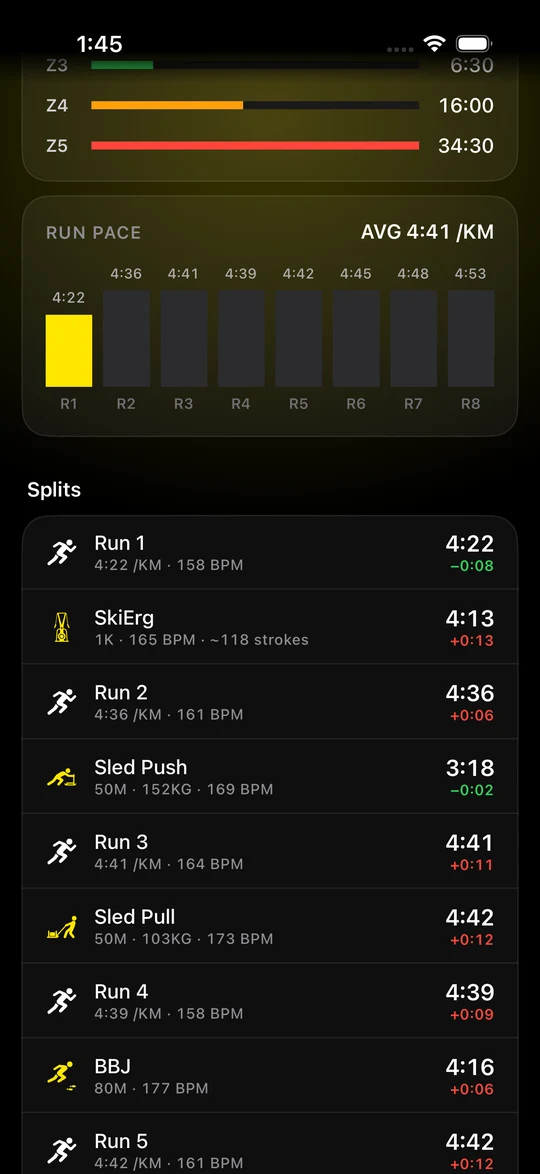 1:45
Z3 6:30
Z4 16:00
Z5 34:30
RUN PACE AVG 4:41 /KM
4:22 4:36 4:41 4:39 4:42 4:45 4:48 4:53
R1 R2 R3 R4 R5 R6 R7 R8
Splits
Run 1 4:22
4:22 /KM · 158 BPM −0:08
SkiErg 4:13
1K · 165 BPM · ~118 strokes +0:13
Run 2 4:36
4:36 /KM · 161 BPM +0:06
Sled Push 3:18
50M · 152KG · 169 BPM −0:02
Run 3 4:41
4:41 /KM · 164 BPM +0:11
Sled Pull 4:42
50M · 103KG · 173 BPM +0:12
Run 4 4:39
4:39 /KM · 158 BPM +0:09
BBJ 4:16
80M · 177 BPM +0:06
Run 5 4:42
4:42 /KM · 161 BPM +0:12